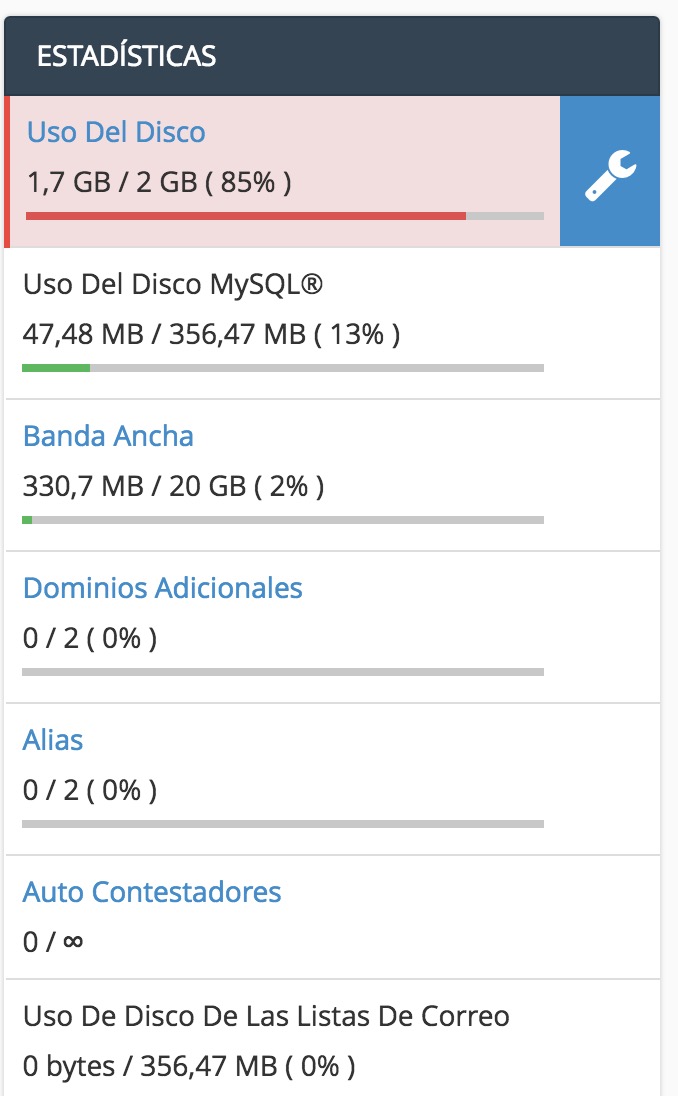 ESTADÍSTICAS
Uso Del Disco
1,7 GB / 2 GB ( 85% )
Uso Del Disco MySQL®
47,48 MB / 356,47 MB ( 13% )
Banda Ancha
330,7 MB / 20 GB ( 2% )
Dominios Adicionales
0 / 2 ( 0% )
Alias
0 / 2 ( 0% )
Auto Contestadores
0 / ∞
Uso De Disco De Las Listas De Correo
0 bytes / 356,47 MB ( 0% )